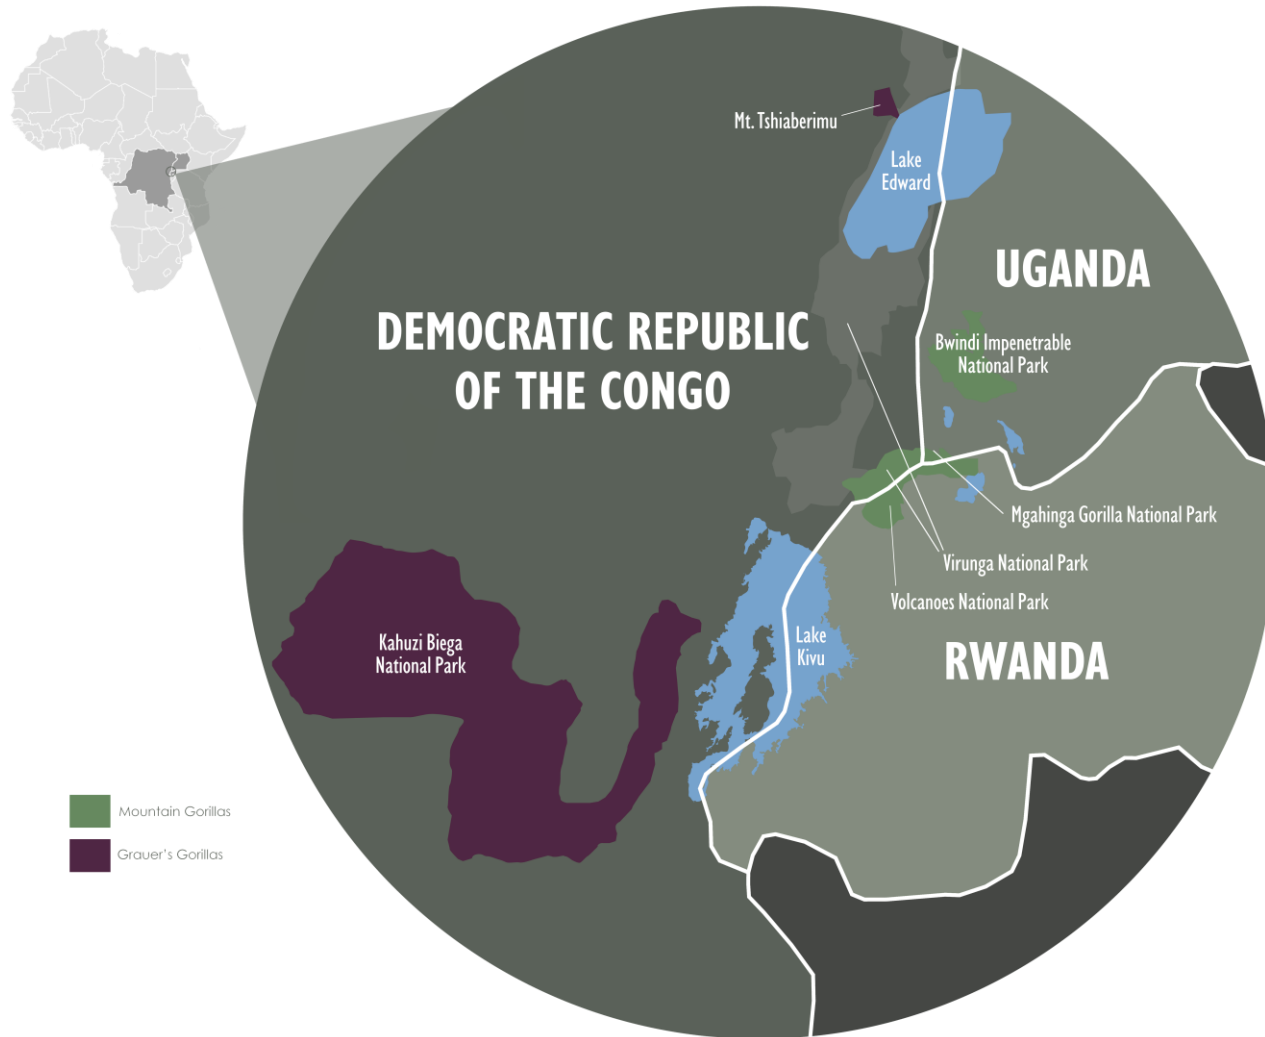 Mt. Tshiaberimu
Lake
Edward
UGANDA
DEMOCRATIC REPUBLIC
OF THE CONGO
Bwindi Impenetrable
National Park
Mgahinga Gorilla National Park
Virunga National Park
Volcanoes National Park
Kahuzi Biega
National Park
Lake
Kivu
RWANDA
Mountain Gorillas
Grauer's Gorillas